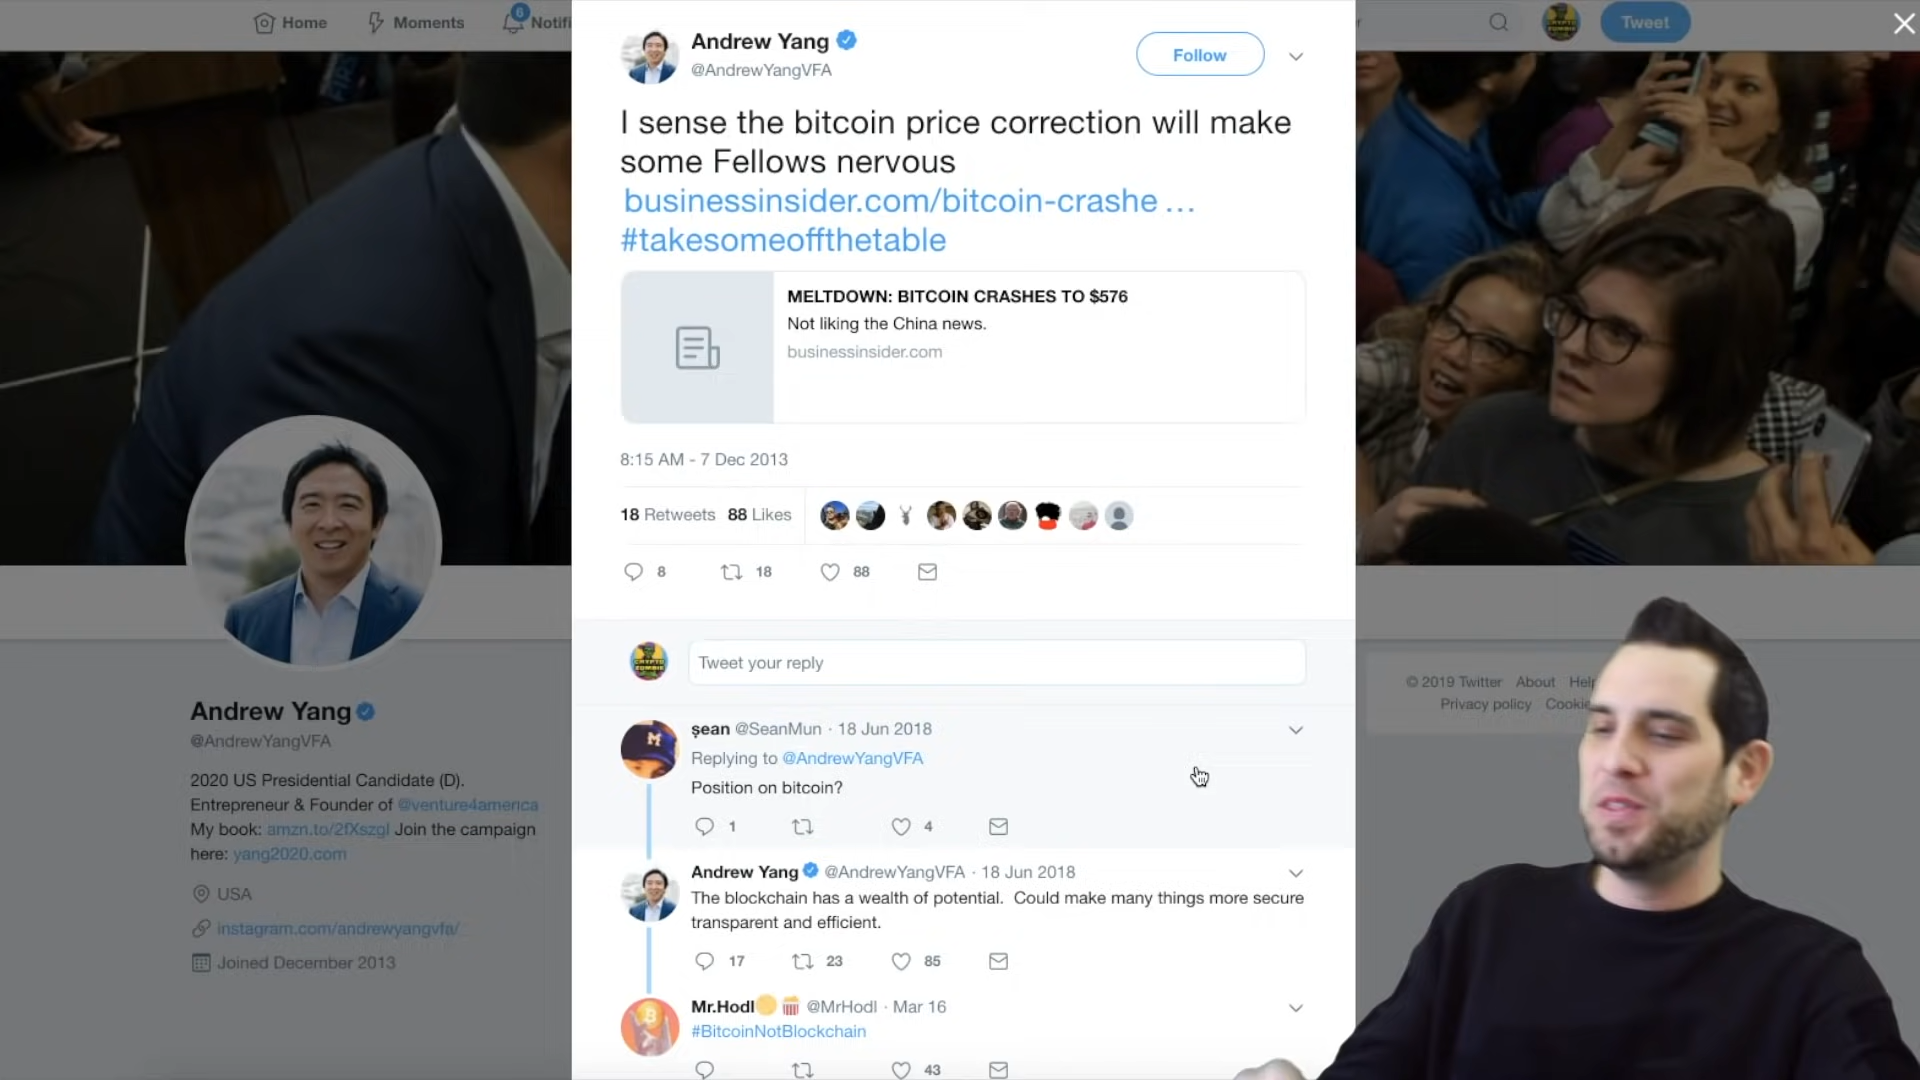 Home
Moments
6
Notifi
Tweet
Andrew Yang
@AndrewYangVFA
Follow
I sense the bitcoin price correction will make
some Fellows nervous
businessinsider.com/bitcoin-crashe …
#takesomeoffthetable
MELTDOWN: BITCOIN CRASHES TO $576
Not liking the China news.
businessinsider.com
8:15 AM - 7 Dec 2013
18 Retweets 88 Likes
8 18 88
CRYPTO
ZOMBIE
Tweet your reply
șean @SeanMun · 18 Jun 2018
Replying to @AndrewYangVFA
Position on bitcoin?
1 4
Andrew Yang @AndrewYangVFA · 18 Jun 2018
The blockchain has a wealth of potential. Could make many things more secure
transparent and efficient.
17 23 85
Mr.Hodl @MrHodl · Mar 16
#BitcoinNotBlockchain
43
Andrew Yang
@AndrewYangVFA
2020 US Presidential Candidate (D).
Entrepreneur & Founder of @venture4america
My book: amzn.to/2fXszgl Join the campaign
here: yang2020.com
USA
instagram.com/andrewyangvfa/
Joined December 2013
© 2019 Twitter About Help
Privacy policy Cookie